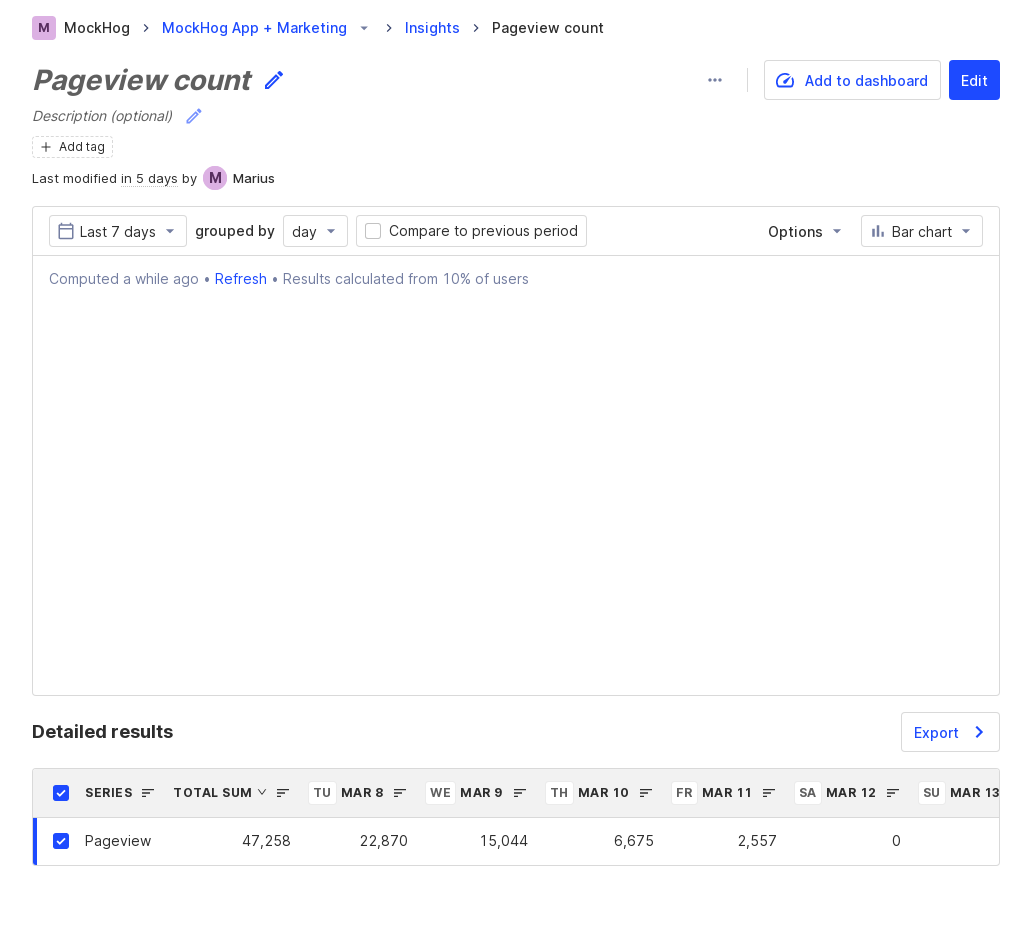 M MockHog > MockHog App + Marketing > Insights > Pageview count
Pageview count
Add to dashboard
Edit
Description (optional)
Add tag
Last modified in 5 days by M Marius
Last 7 days grouped by day Compare to previous period Options Bar chart
Computed a while ago • Refresh • Results calculated from 10% of users
Detailed results
Export
SERIES TOTAL SUM TU MAR 8 WE MAR 9 TH MAR 10 FR MAR 11 SA MAR 12 SU MAR 13
Pageview 47,258 22,870 15,044 6,675 2,557 0